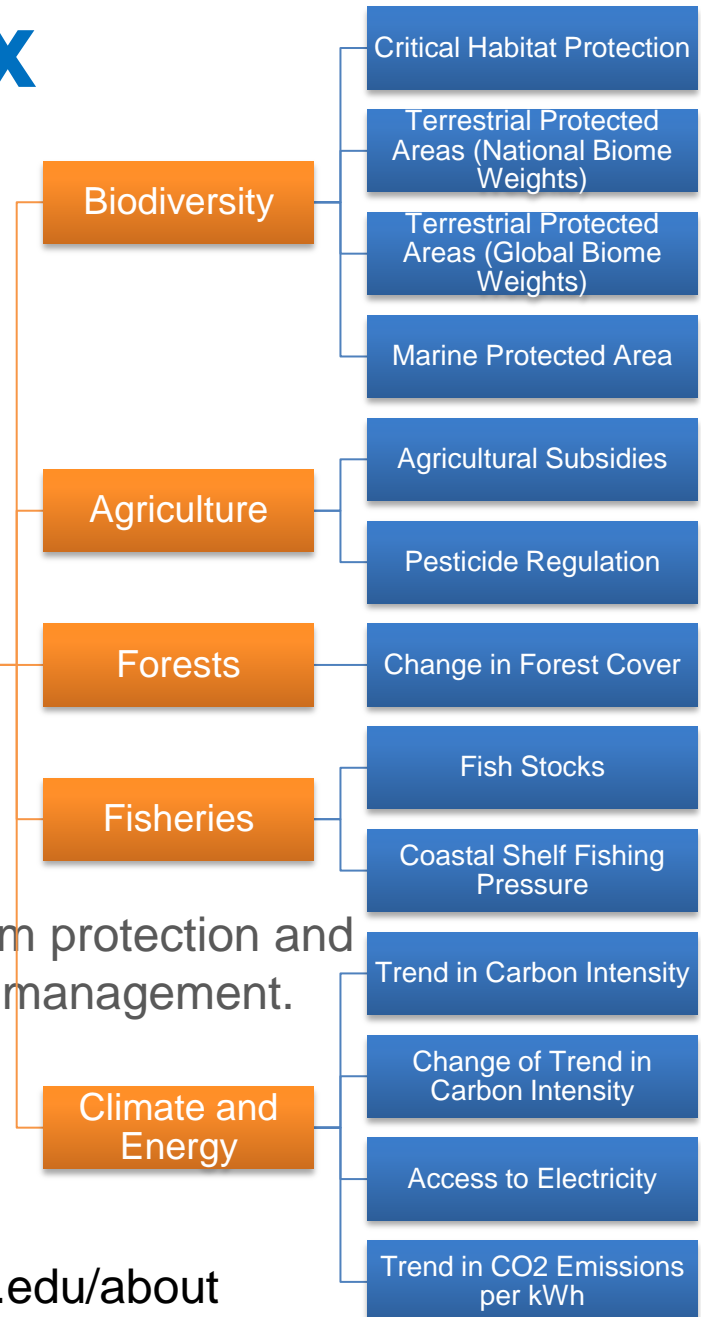 x
Critical Habitat Protection
Biodiversity
Terrestrial Protected
Areas (National Biome
Weights)
Terrestrial Protected
Areas (Global Biome
Weights)
Marine Protected Area
Agriculture
Agricultural Subsidies
Pesticide Regulation
Forests
Change in Forest Cover
Fisheries
Fish Stocks
Coastal Shelf Fishing
Pressure
m protection and
management.
Climate and
Energy
Trend in Carbon Intensity
Change of Trend in
Carbon Intensity
Access to Electricity
Trend in CO2 Emissions
per kWh
.edu/about